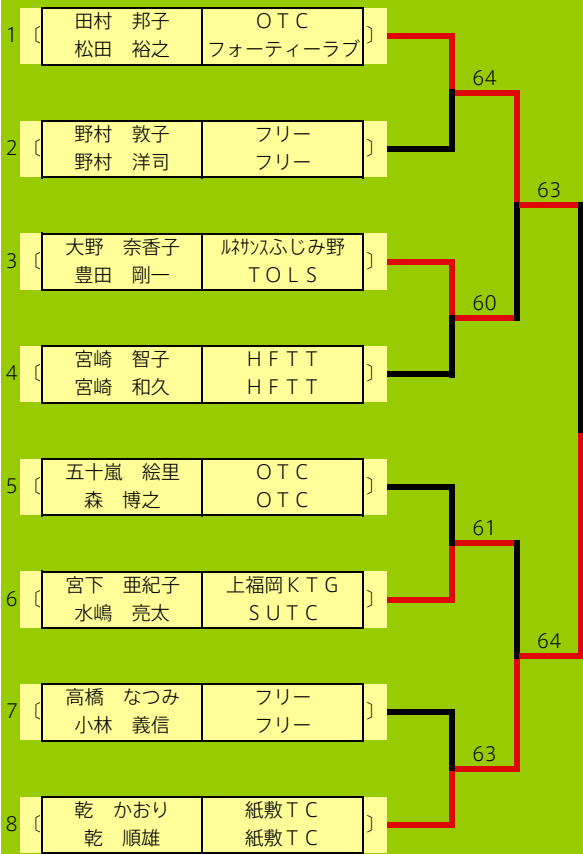 1 〔 田村 邦子 ＯＴＣ 〕
松田 裕之 フォーティーラブ
64
2 〔 野村 敦子 フリー 〕
野村 洋司 フリー
63
3 〔 大野 奈香子 ﾙﾈｻﾝｽふじみ野 〕
豊田 剛一 ＴＯＬＳ
60
4 〔 宮崎 智子 ＨＦＴＴ 〕
宮崎 和久 ＨＦＴＴ
5 〔 五十嵐 絵里 ＯＴＣ 〕
森 博之 ＯＴＣ
61
6 〔 宮下 亜紀子 上福岡ＫＴＧ 〕
水嶋 亮太 ＳＵＴＣ
64
7 〔 高橋 なつみ フリー 〕
小林 義信 フリー
63
8 〔 乾 かおり 紙敷ＴＣ 〕
乾 順雄 紙敷ＴＣ